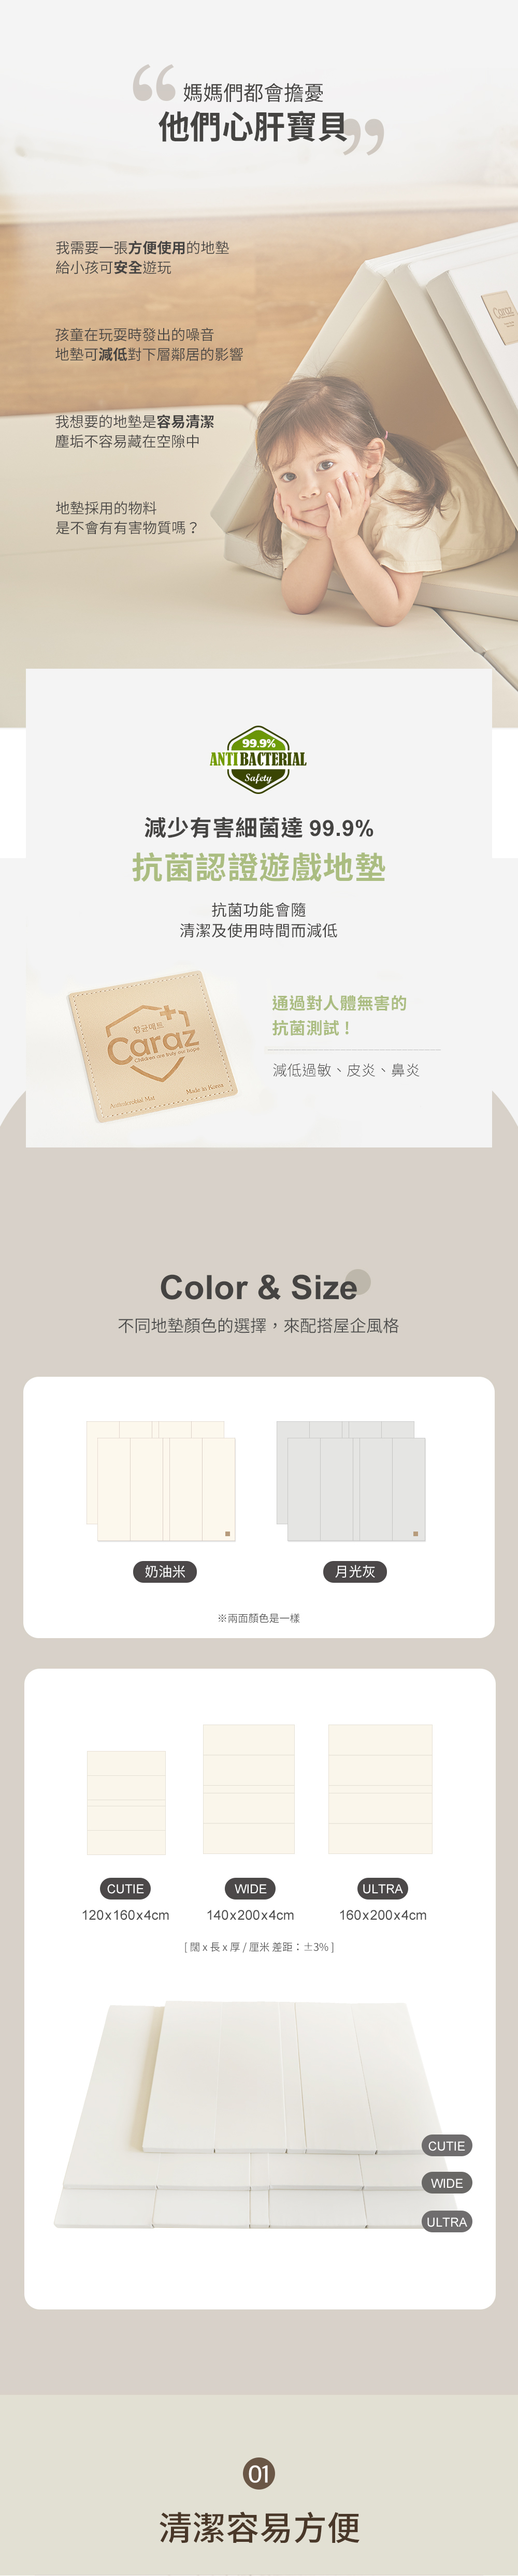 媽媽們都會擔憂
他們心肝寶貝
我需要一張方便使用的地墊
給小孩可安全遊玩
孩童在玩耍時發出的噪音
地墊可減低對下層鄰居的影響
我想要的地墊是容易清潔
塵垢不容易藏在空隙中
地墊採用的物料
是不會有有害物質嗎？
Caraz
99.9%
ANTIBACTERIAL
Safety
減少有害細菌達 99.9%
抗菌認證遊戲地墊
抗菌功能會隨
清潔及使用時間而減低
항균매트
Caraz
Children are truly our hope
Antimicrobial Mat
Made in Korea
通過對人體無害的
抗菌測試！
減低過敏、皮炎、鼻炎
Color & Size
不同地墊顏色的選擇，來配搭屋企風格
奶油米
月光灰
※兩面顏色是一樣
CUTIE
WIDE
ULTRA
120x160x4cm
140x200x4cm
160x200x4cm
[ 闊 x 長 x 厚 / 厘米 差距：±3% ]
CUTIE
WIDE
ULTRA
01
清潔容易方便